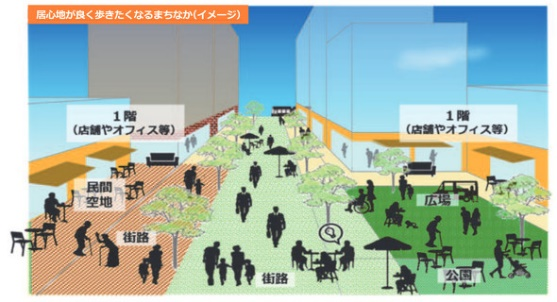 居心地が良く歩きたくなるまちなか(イメージ)
1階
(店舗やオフィス等)
1階
(店舗やオフィス等)
民間
空地
広場
街路
街路
公園